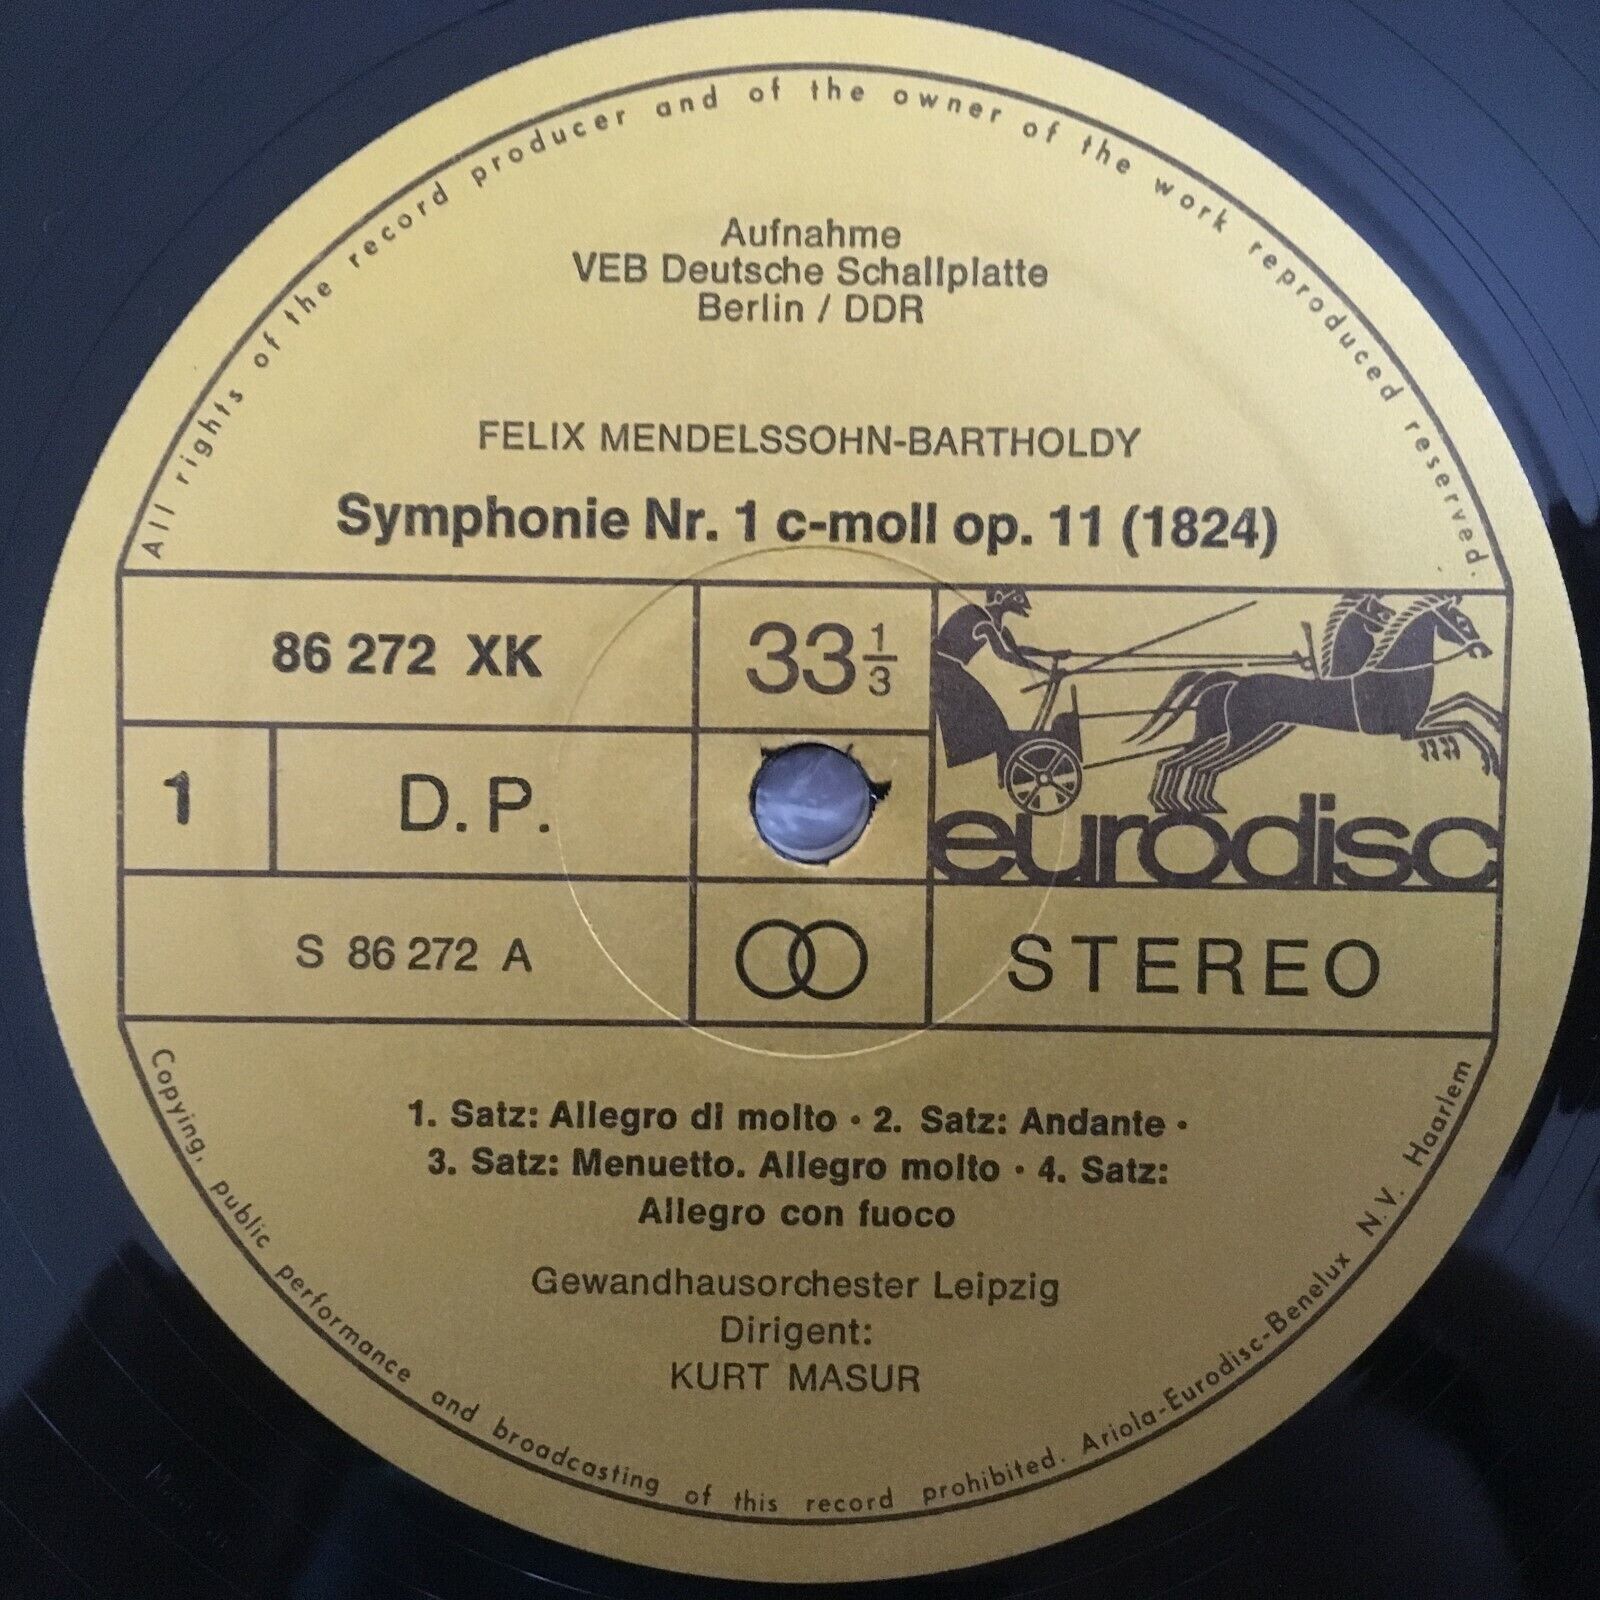 All rights of the record producer and of the owner of the work reproduced reserved.
Aufnahme
VEB Deutsche Schallplatte
Berlin / DDR
FELIX MENDELSSOHN-BARTHOLDY
Symphonie Nr. 1 c-moll op. 11 (1824)
86 272 XK
33 1/3
1
D. P.
eurodisc
S 86 272 A
STEREO
1. Satz: Allegro di molto · 2. Satz: Andante ·
3. Satz: Menuetto. Allegro molto · 4. Satz:
Allegro con fuoco
Gewandhausorchester Leipzig
Dirigent:
KURT MASUR
Copying, public performance and broadcasting of this record prohibited. Ariola-Eurodisc-Benelux N.V. Haarlem